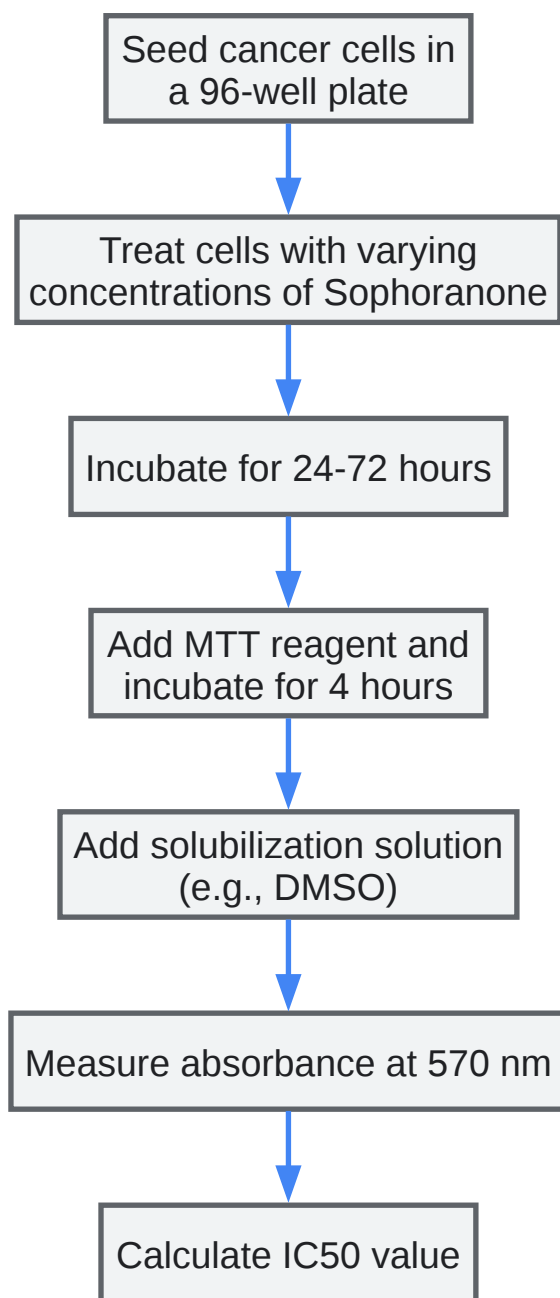 Seed cancer cells in
a 96-well plate
Treat cells with varying
concentrations of Sophoranone
Incubate for 24-72 hours
Add MTT reagent and
incubate for 4 hours
Add solubilization solution
(e.g., DMSO)
Measure absorbance at 570 nm
Calculate IC50 value